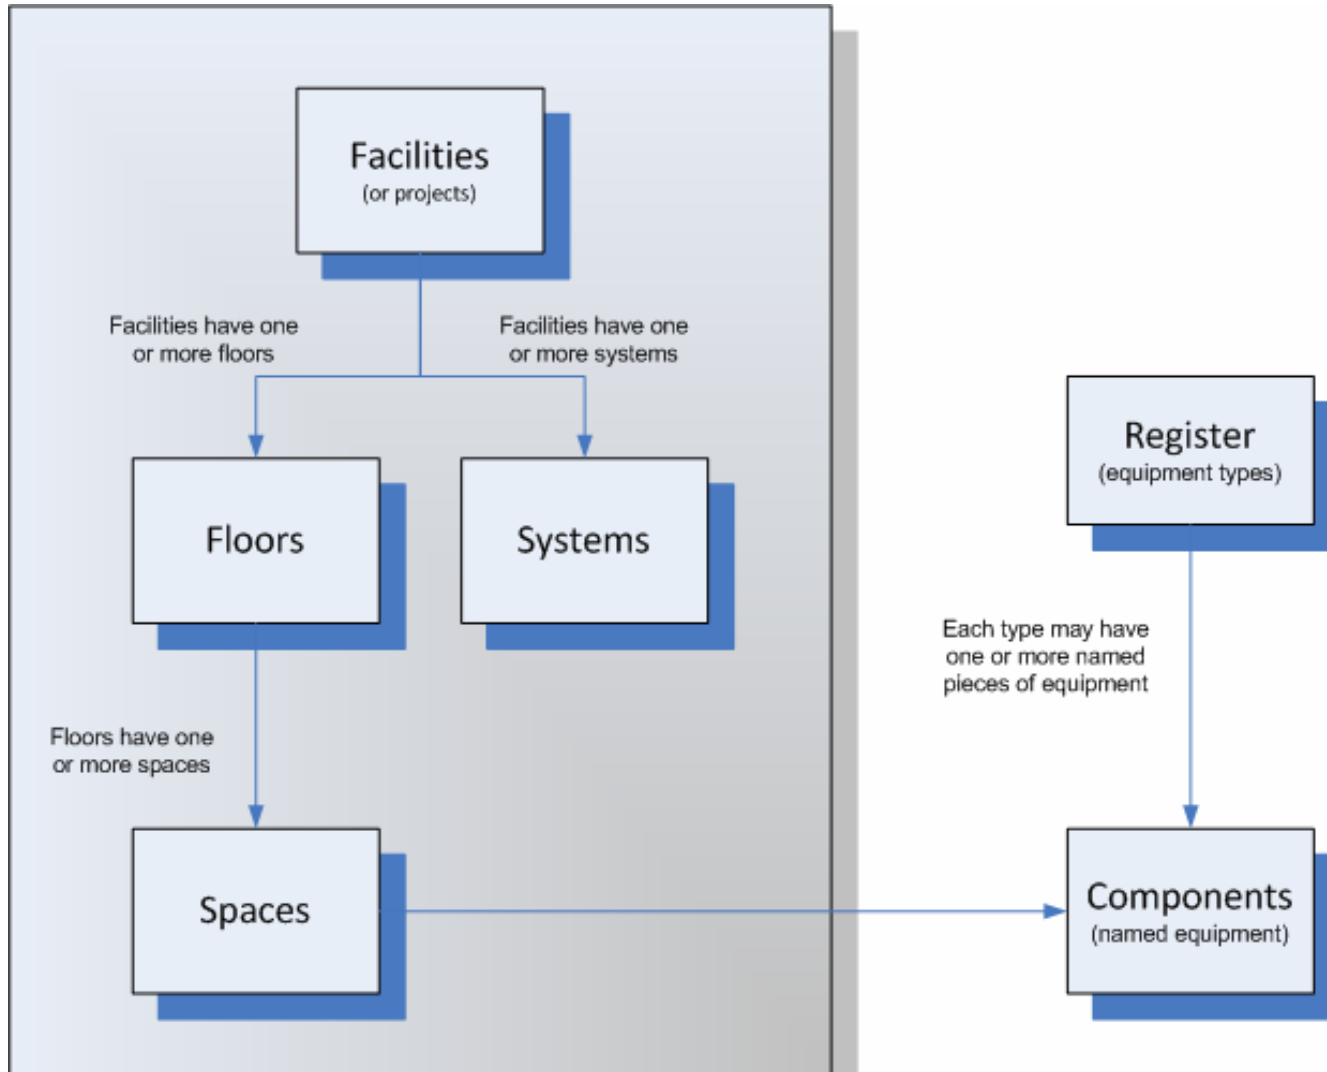 Facilities
(or projects)
Facilities have one
or more floors
Facilities have one
or more systems
Floors
Systems
Register
(equipment types)
Each type may have
one or more named
pieces of equipment
Floors have one
or more spaces
Spaces
Components
(named equipment)